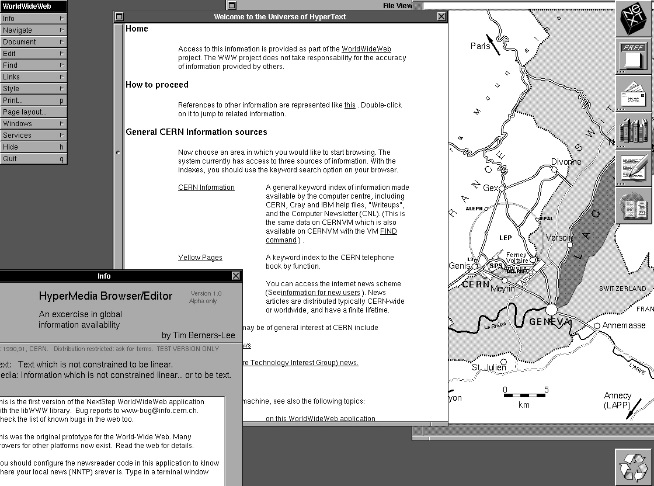 WorldWideWeb
Info
Navigate
Document
Edit
Find
Links
Style
Print...
p
Page layout...
Windows
Services
Hide
h
Quit
q
File View
Welcome to the Universe of HyperText
Home
Access to this information is provided as part of the WorldWideWeb
project. The WWW project does not take responsibility for the accuracy
of information provided by others.
How to proceed
References to other information are represented like this . Double-click
on it to jump to related information.
General CERN Information sources
Now choose an area in which you would like to start browsing. The
system currently has access to three sources of information. With the
indexes, you should use the keyword search option on your browser.
CERN Information
A general keyword index of information made
available by the computer centre, including
CERN, Cray and IBM help files, "Writeups",
and the Computer Newsletter (CNL). (This is
the same data on CERNVM which is also
available on CERNVM with the VM FIND
command ) .
Yellow Pages
A keyword index to the CERN telephone
book by function.
You can access the internet news scheme
(See information for new users ). News
articles are distributed typically CERN-wide
or worldwide, and have a finite lifetime.
may be of general interest at CERN include
re Technology Interest Group) news.
machine, see also the following topics:
on this WorldWideWeb application
Info
HyperMedia Browser/Editor
Version 1.0
Alpha only
An excercise in global
information availability
by Tim Berners-Lee
CERN. Distribution restricted: ask for terms. TEST VERSION ONLY
ext: Text which is not constrained to be linear.
edia: Information which is not constrained linear... or to be text.
his is the first version of the NextStep WorldWideWeb application
ith the libWWW library. Bug reports to www-bug@info.cern.ch.
heck the list of known bugs in the web too.
his was the original prototype for the World-Wide Web. Many
rowers for other platforms now exist. Read the web for details.
ou should configure the newsreader code in this application to know
here your local news (NNTP) srever is. Type in a terminal window
Paris
FRANCE
Divonne
Gex
LAC
LEP
Versoix
Ferney
Voltaire
SPS
CERN
Meyrin
SWITZERLAND
FRAN
GENEVA
Annemasse
St. Julien
0 5
km
Annecy
(LAPP)
NeXT
FREE